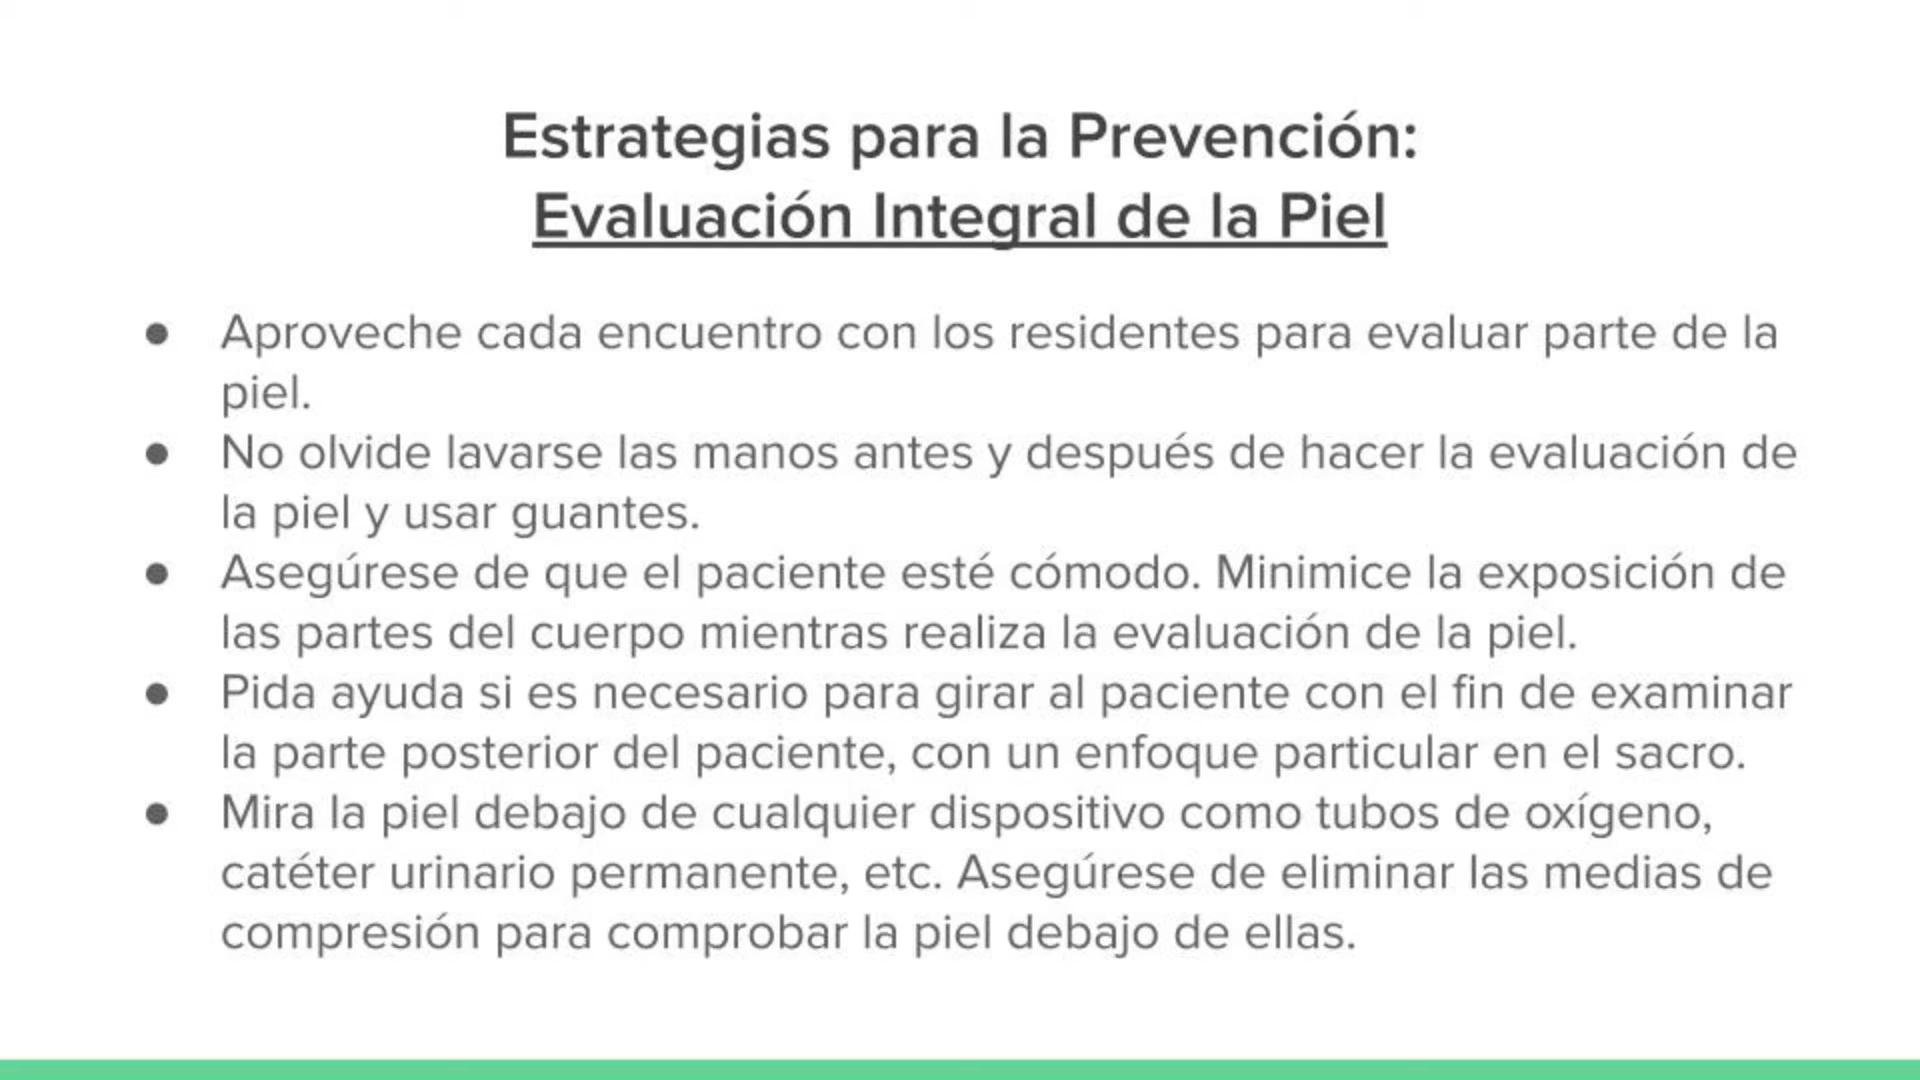 Estrategias para la Prevención:
Evaluación Integral de la Piel
● Aproveche cada encuentro con los residentes para evaluar parte de la
piel.
● No olvide lavarse las manos antes y después de hacer la evaluación de
la piel y usar guantes.
● Asegúrese de que el paciente esté cómodo. Minimice la exposición de
las partes del cuerpo mientras realiza la evaluación de la piel.
● Pida ayuda si es necesario para girar al paciente con el fin de examinar
la parte posterior del paciente, con un enfoque particular en el sacro.
● Mira la piel debajo de cualquier dispositivo como tubos de oxígeno,
catéter urinario permanente, etc. Asegúrese de eliminar las medias de
compresión para comprobar la piel debajo de ellas.